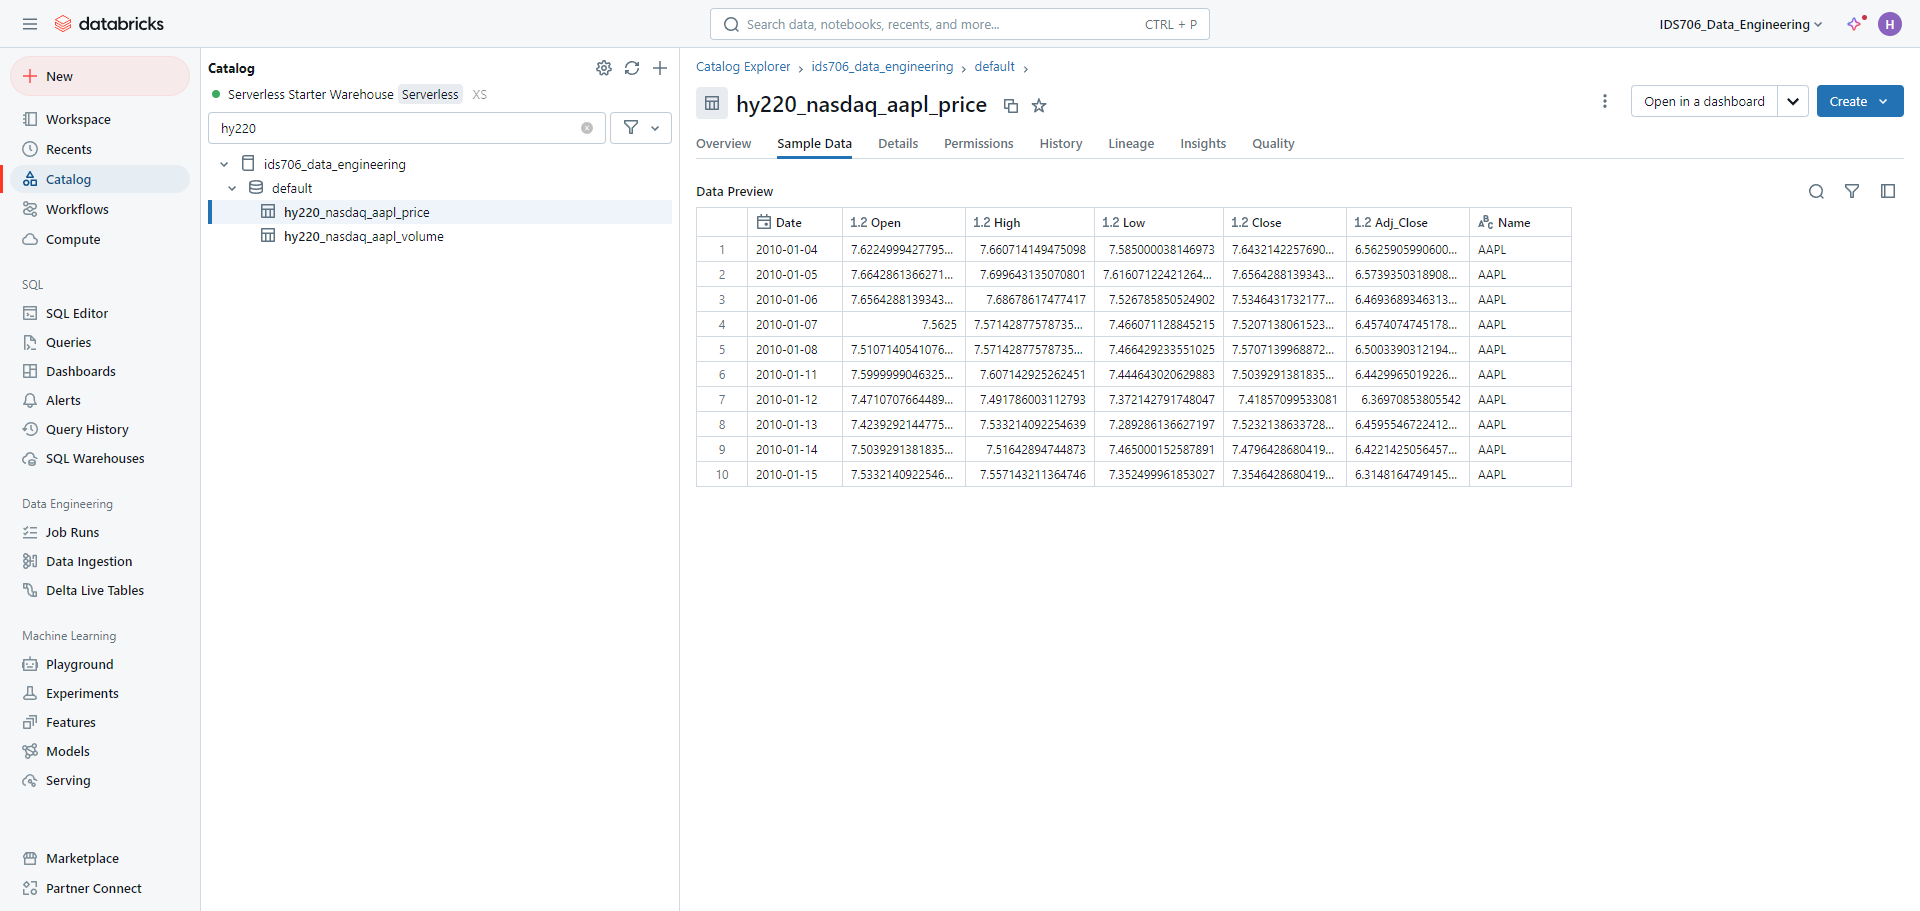 databricks
Search data, notebooks, recents, and more...
CTRL + P
IDS706_Data_Engineering
H
New
Workspace
Recents
Catalog
Workflows
Compute
SQL
SQL Editor
Queries
Dashboards
Alerts
Query History
SQL Warehouses
Data Engineering
Job Runs
Data Ingestion
Delta Live Tables
Machine Learning
Playground
Experiments
Features
Models
Serving
Marketplace
Partner Connect
Catalog
Serverless Starter Warehouse Serverless XS
hy220
ids706_data_engineering
default
hy220_nasdaq_aapl_price
hy220_nasdaq_aapl_volume
Catalog Explorer > ids706_data_engineering > default >
hy220_nasdaq_aapl_price
Open in a dashboard
Create
Overview Sample Data Details Permissions History Lineage Insights Quality
Data Preview
Date 1.2 Open 1.2 High 1.2 Low 1.2 Close 1.2 Adj_Close ABC Name
1 2010-01-04 7.6224999427795... 7.660714149475098 7.585000038146973 7.6432142257690... 6.5625905990600... AAPL
2 2010-01-05 7.6642861366271... 7.699643135070801 7.61607122421264... 7.6564288139343... 6.5739350318908... AAPL
3 2010-01-06 7.6564288139343... 7.68678617477417 7.526785850524902 7.5346431732177... 6.4693689346313... AAPL
4 2010-01-07 7.5625 7.57142877578735... 7.466071128845215 7.5207138061523... 6.4574074745178... AAPL
5 2010-01-08 7.5107140541076... 7.57142877578735... 7.466429233551025 7.5707139968872... 6.5003390312194... AAPL
6 2010-01-11 7.5999999046325... 7.607142925262451 7.444643020629883 7.5039291381835... 6.4429965019226... AAPL
7 2010-01-12 7.4710707664489... 7.491786003112793 7.372142791748047 7.41857099533081 6.36970853805542 AAPL
8 2010-01-13 7.4239292144775... 7.533214092254639 7.289286136627197 7.5232138633728... 6.4595546722412... AAPL
9 2010-01-14 7.5039291381835... 7.51642894744873 7.465000152587891 7.4796428680419... 6.4221425056457... AAPL
10 2010-01-15 7.5332140922546... 7.557143211364746 7.352499961853027 7.3546428680419... 6.3148164749145... AAPL